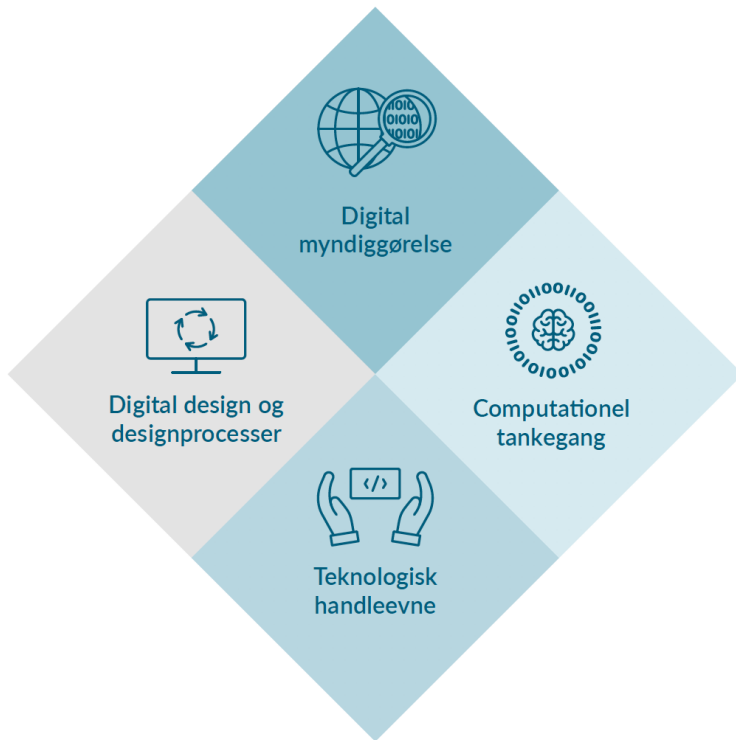 Digital
myndiggørelse
Digital design og
designprocesser
Computationel
tankegang
</>
Teknologisk
handleevne